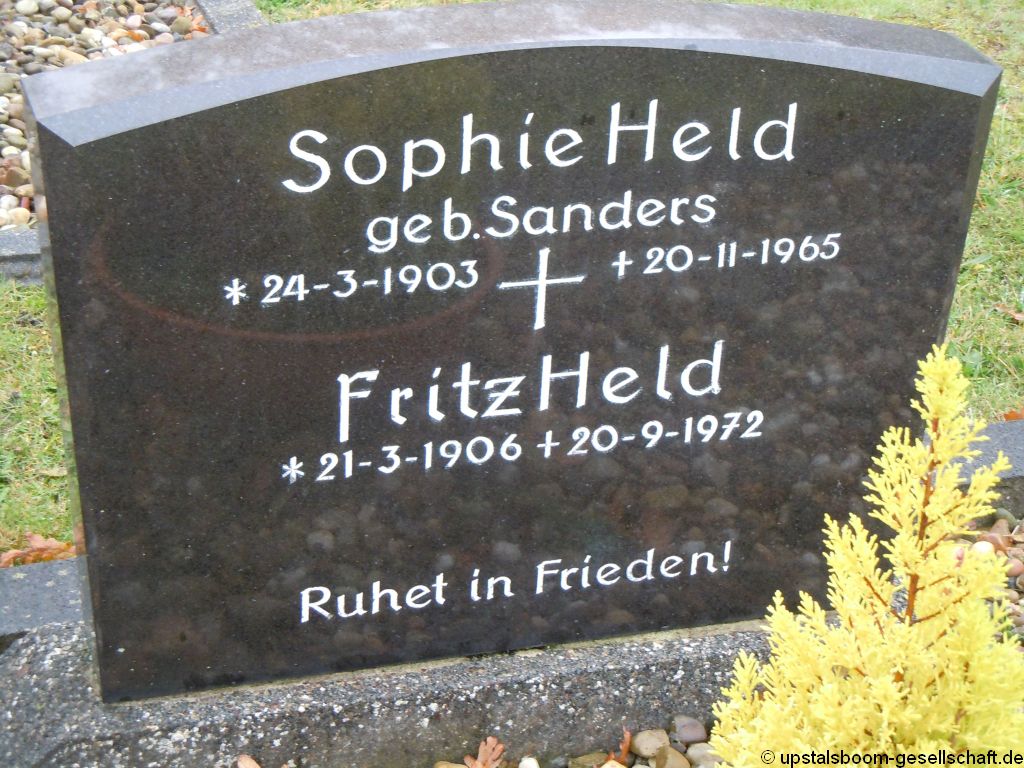 Sophie Held
geb. Sanders
* 24-3-1903 + 20-11-1965
Fritz Held
* 21-3-1906 + 20-9-1972
Ruhet in Frieden!
© upstalsboom-gesellschaft.de